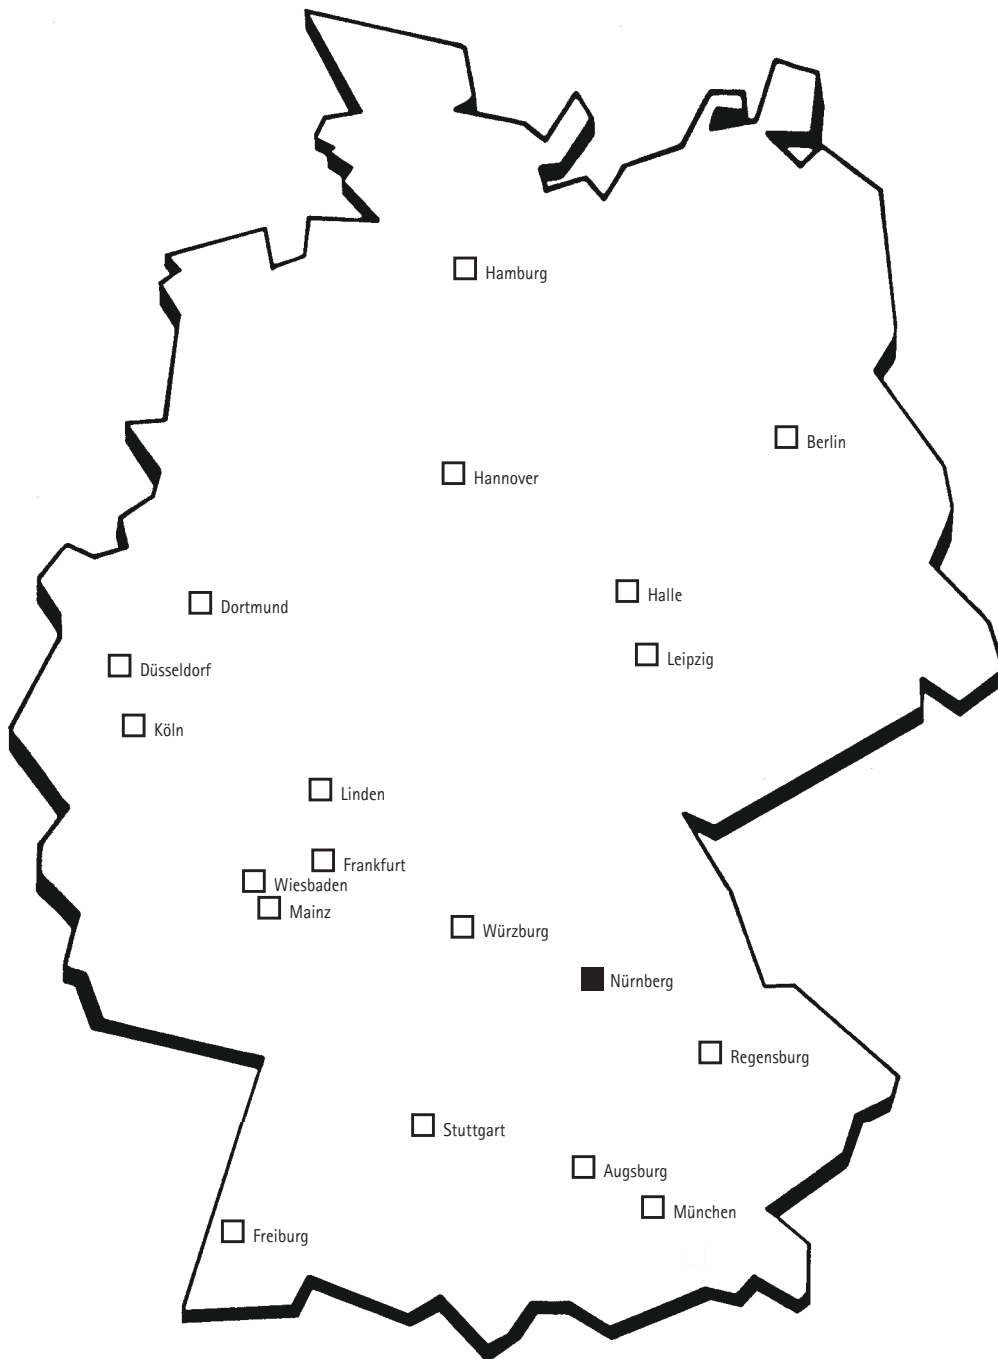 Hamburg
Berlin
Hannover
Halle
Dortmund
Leipzig
Düsseldorf
Köln
Linden
Frankfurt
Wiesbaden
Mainz
Würzburg
Nürnberg
Regensburg
Stuttgart
Augsburg
München
Freiburg